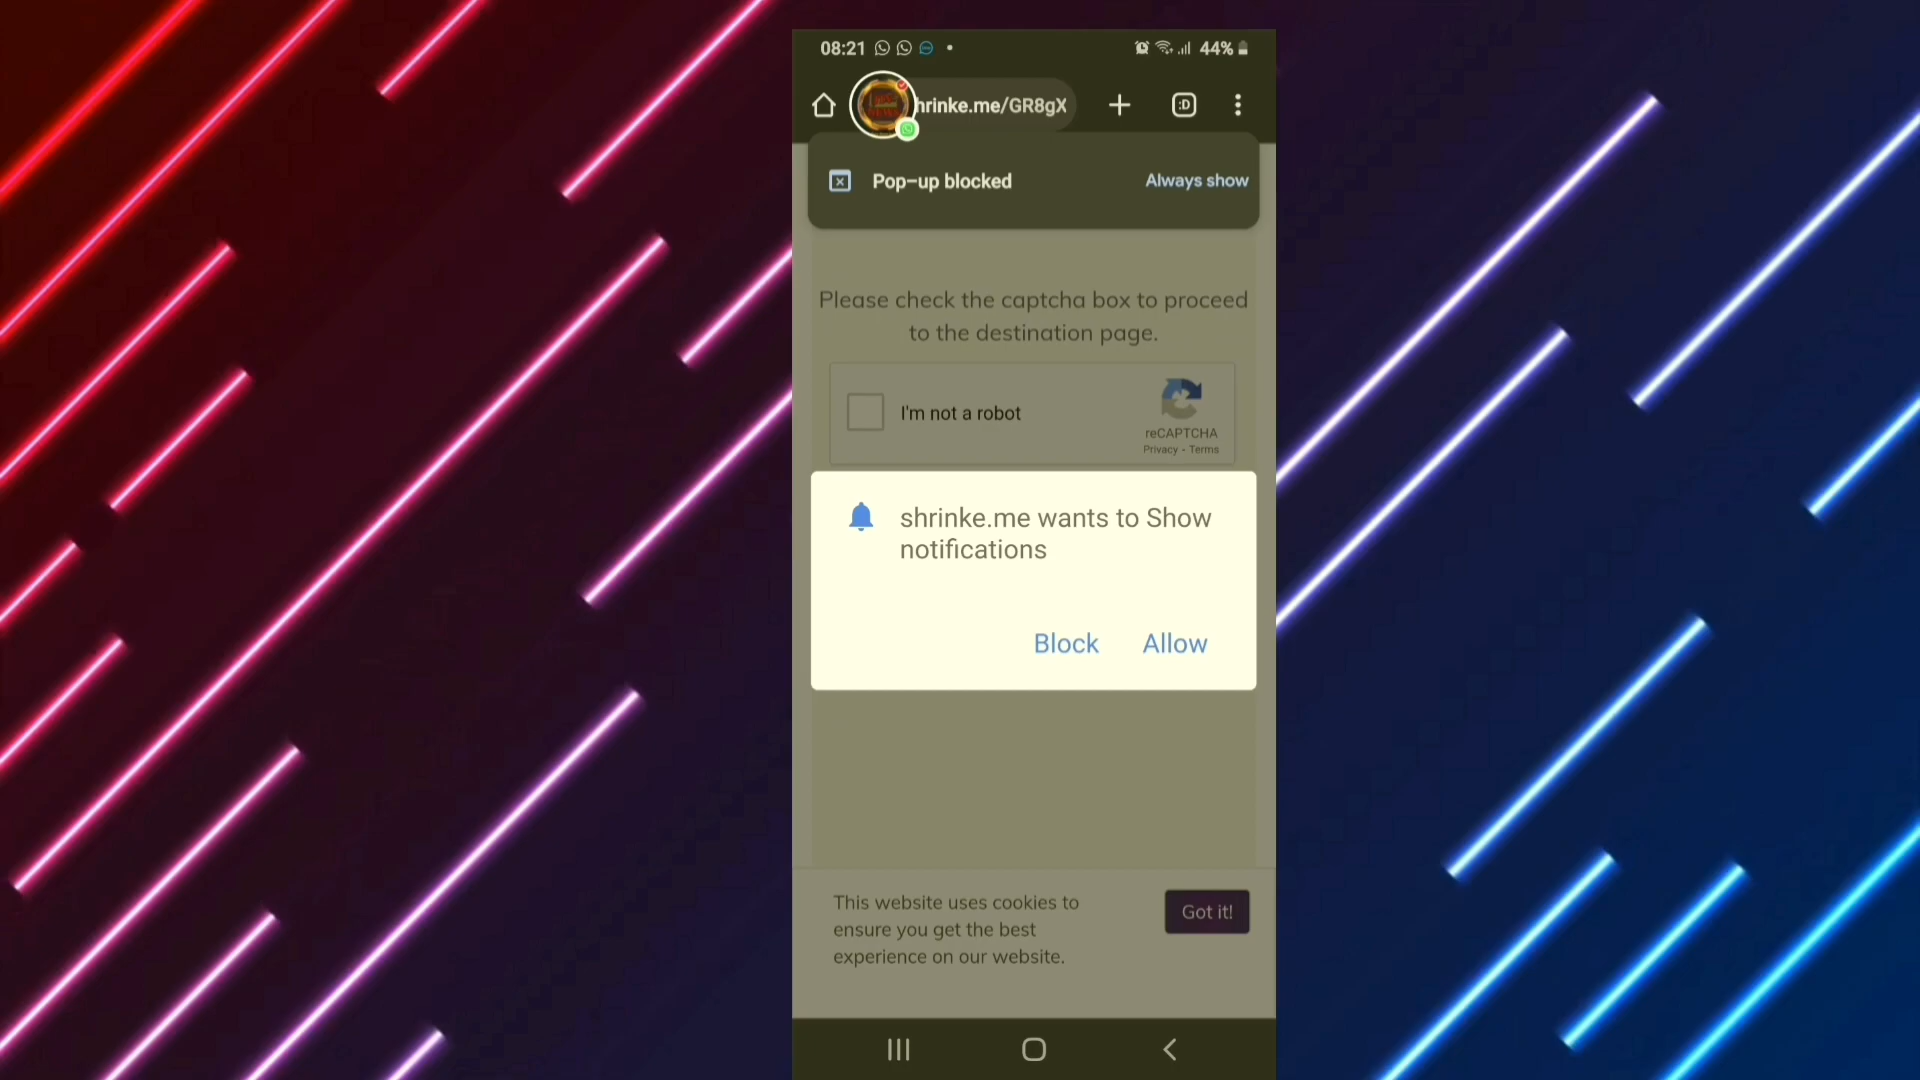 08:21
44%
hrinke.me/GR8gX
:D
Pop-up blocked
Always show
Please check the captcha box to proceed
to the destination page.
I'm not a robot
reCAPTCHA
Privacy - Terms
shrinke.me wants to Show
notifications
Block
Allow
This website uses cookies to
ensure you get the best
experience on our website.
Got it!